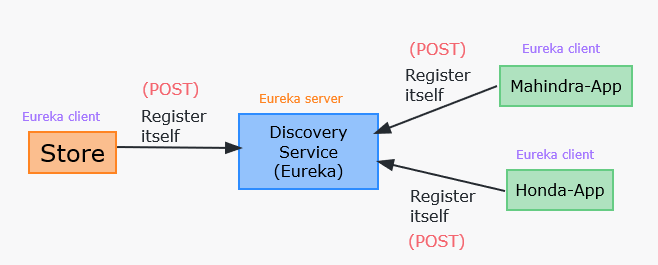 Eureka client
Store
(POST)
Register
itself
Eureka server
Discovery
Service
(Eureka)
(POST)
Register
itself
Eureka client
Mahindra-App
Eureka client
Honda-App
Register
itself
(POST)